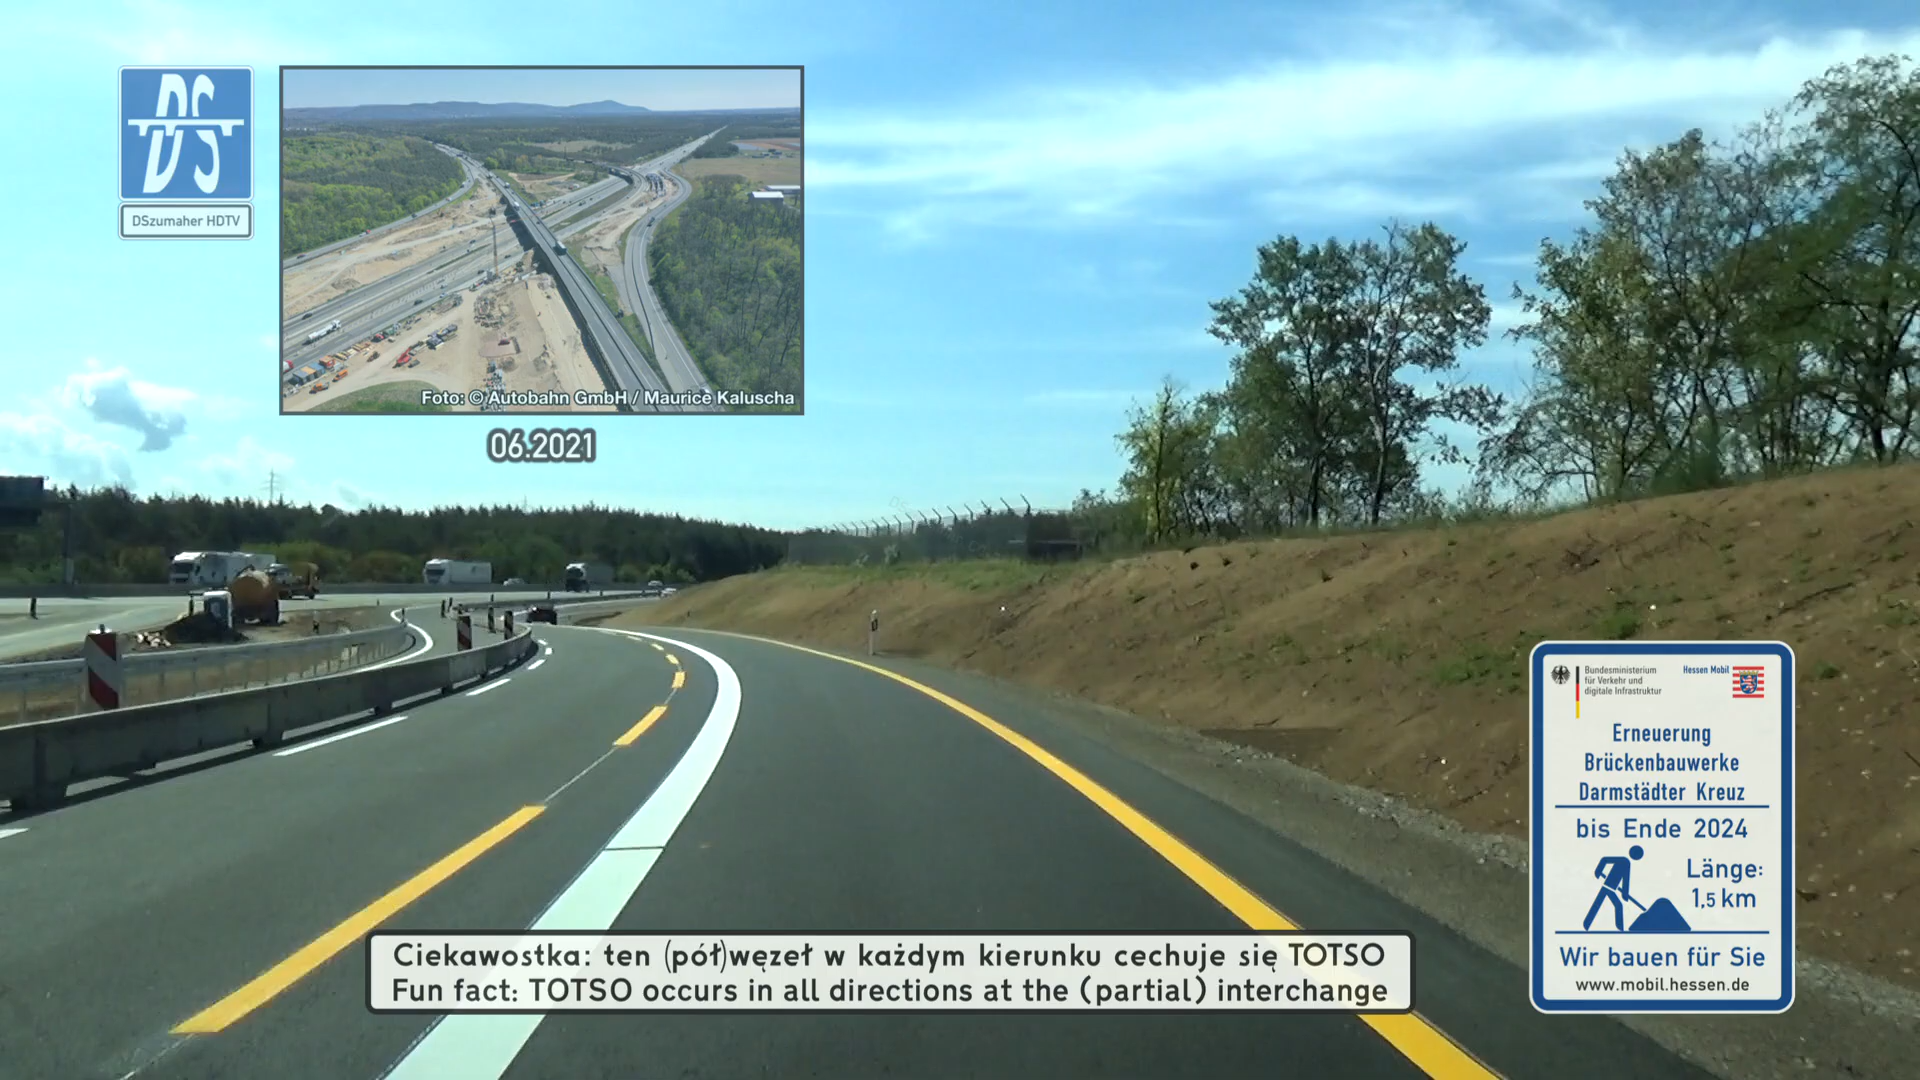 DS
DSzumaher HDTV
Foto: © Autobahn GmbH / Maurice Kaluscha
06.2021
Bundesministerium
für Verkehr und
digitale Infrastruktur
Hessen Mobil
Erneuerung
Brückenbauwerke
Darmstädter Kreuz
bis Ende 2024
Länge:
1,5 km
Wir bauen für Sie
www.mobil.hessen.de
Ciekawostka: ten (pół)węzeł w każdym kierunku cechuje się TOTSO
Fun fact: TOTSO occurs in all directions at the (partial) interchange